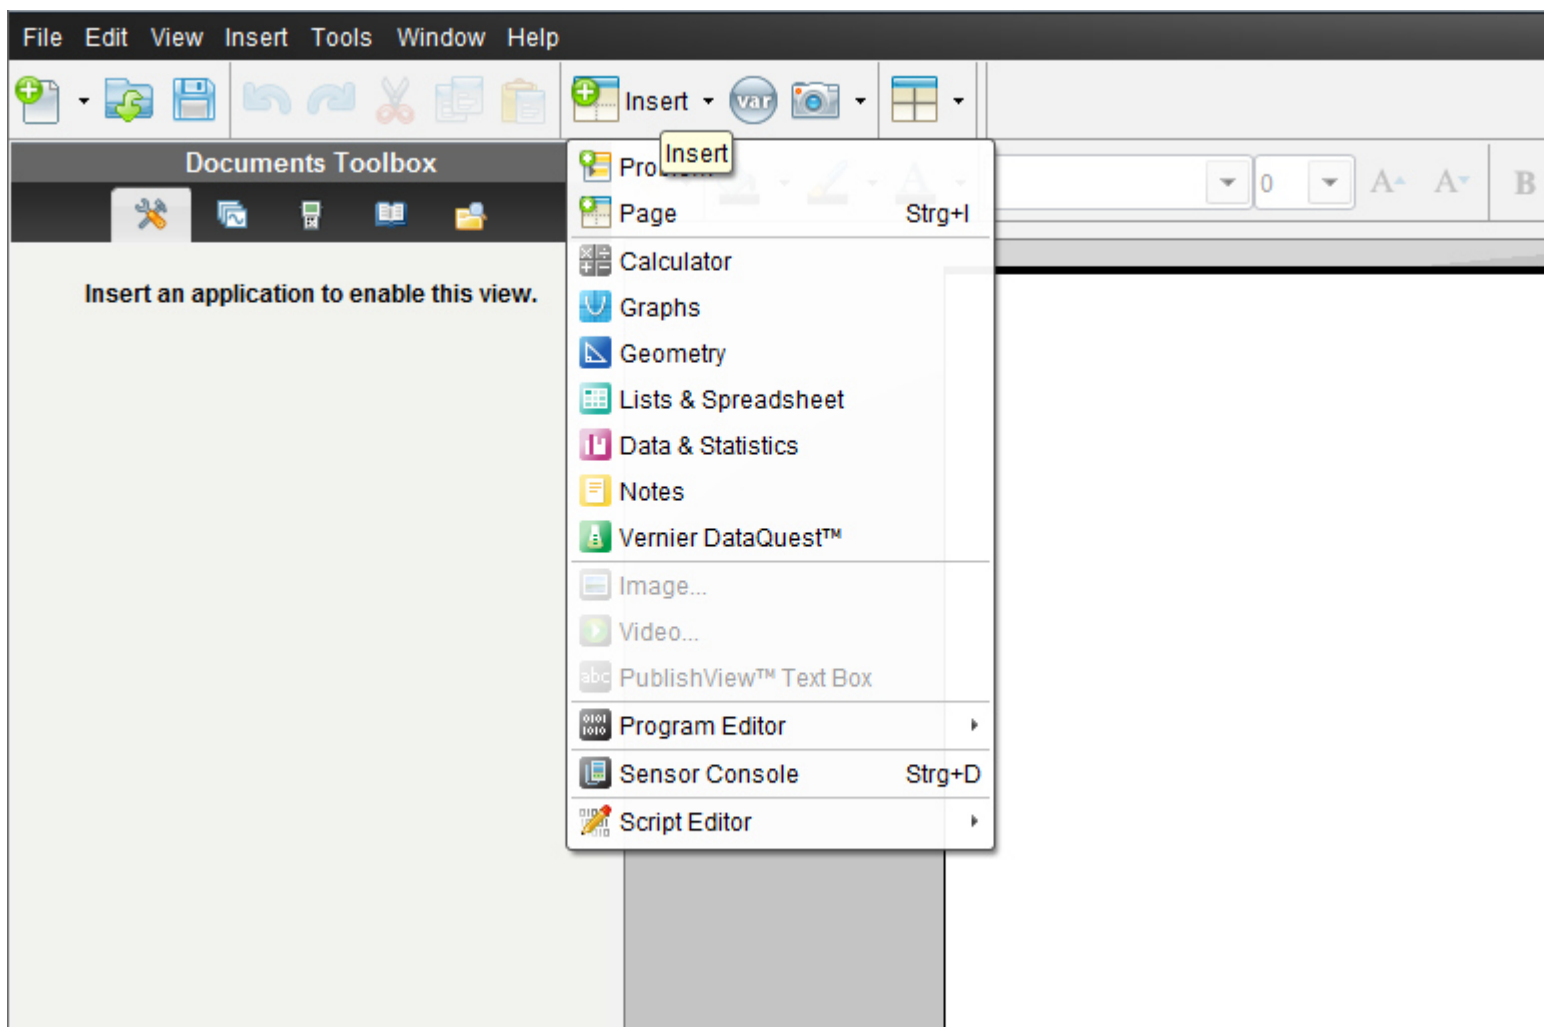 File Edit View Insert Tools Window Help
Insert
var
Insert
Documents Toolbox
Insert an application to enable this view.
Problem
Page Strg+I
Calculator
Graphs
Geometry
Lists & Spreadsheet
Data & Statistics
Notes
Vernier DataQuest™
Image...
Video...
abc PublishView™ Text Box
Program Editor
Sensor Console Strg+D
Script Editor
0
A A B